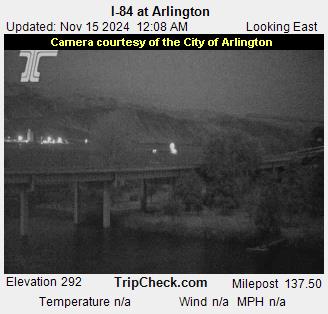 I-84 at Arlington
Updated: Nov 15 2024 12:08 AM Looking East
Camera courtesy of the City of Arlington
Elevation 292 TripCheck.com Milepost 137.50
Temperature n/a Wind n/a MPH n/a